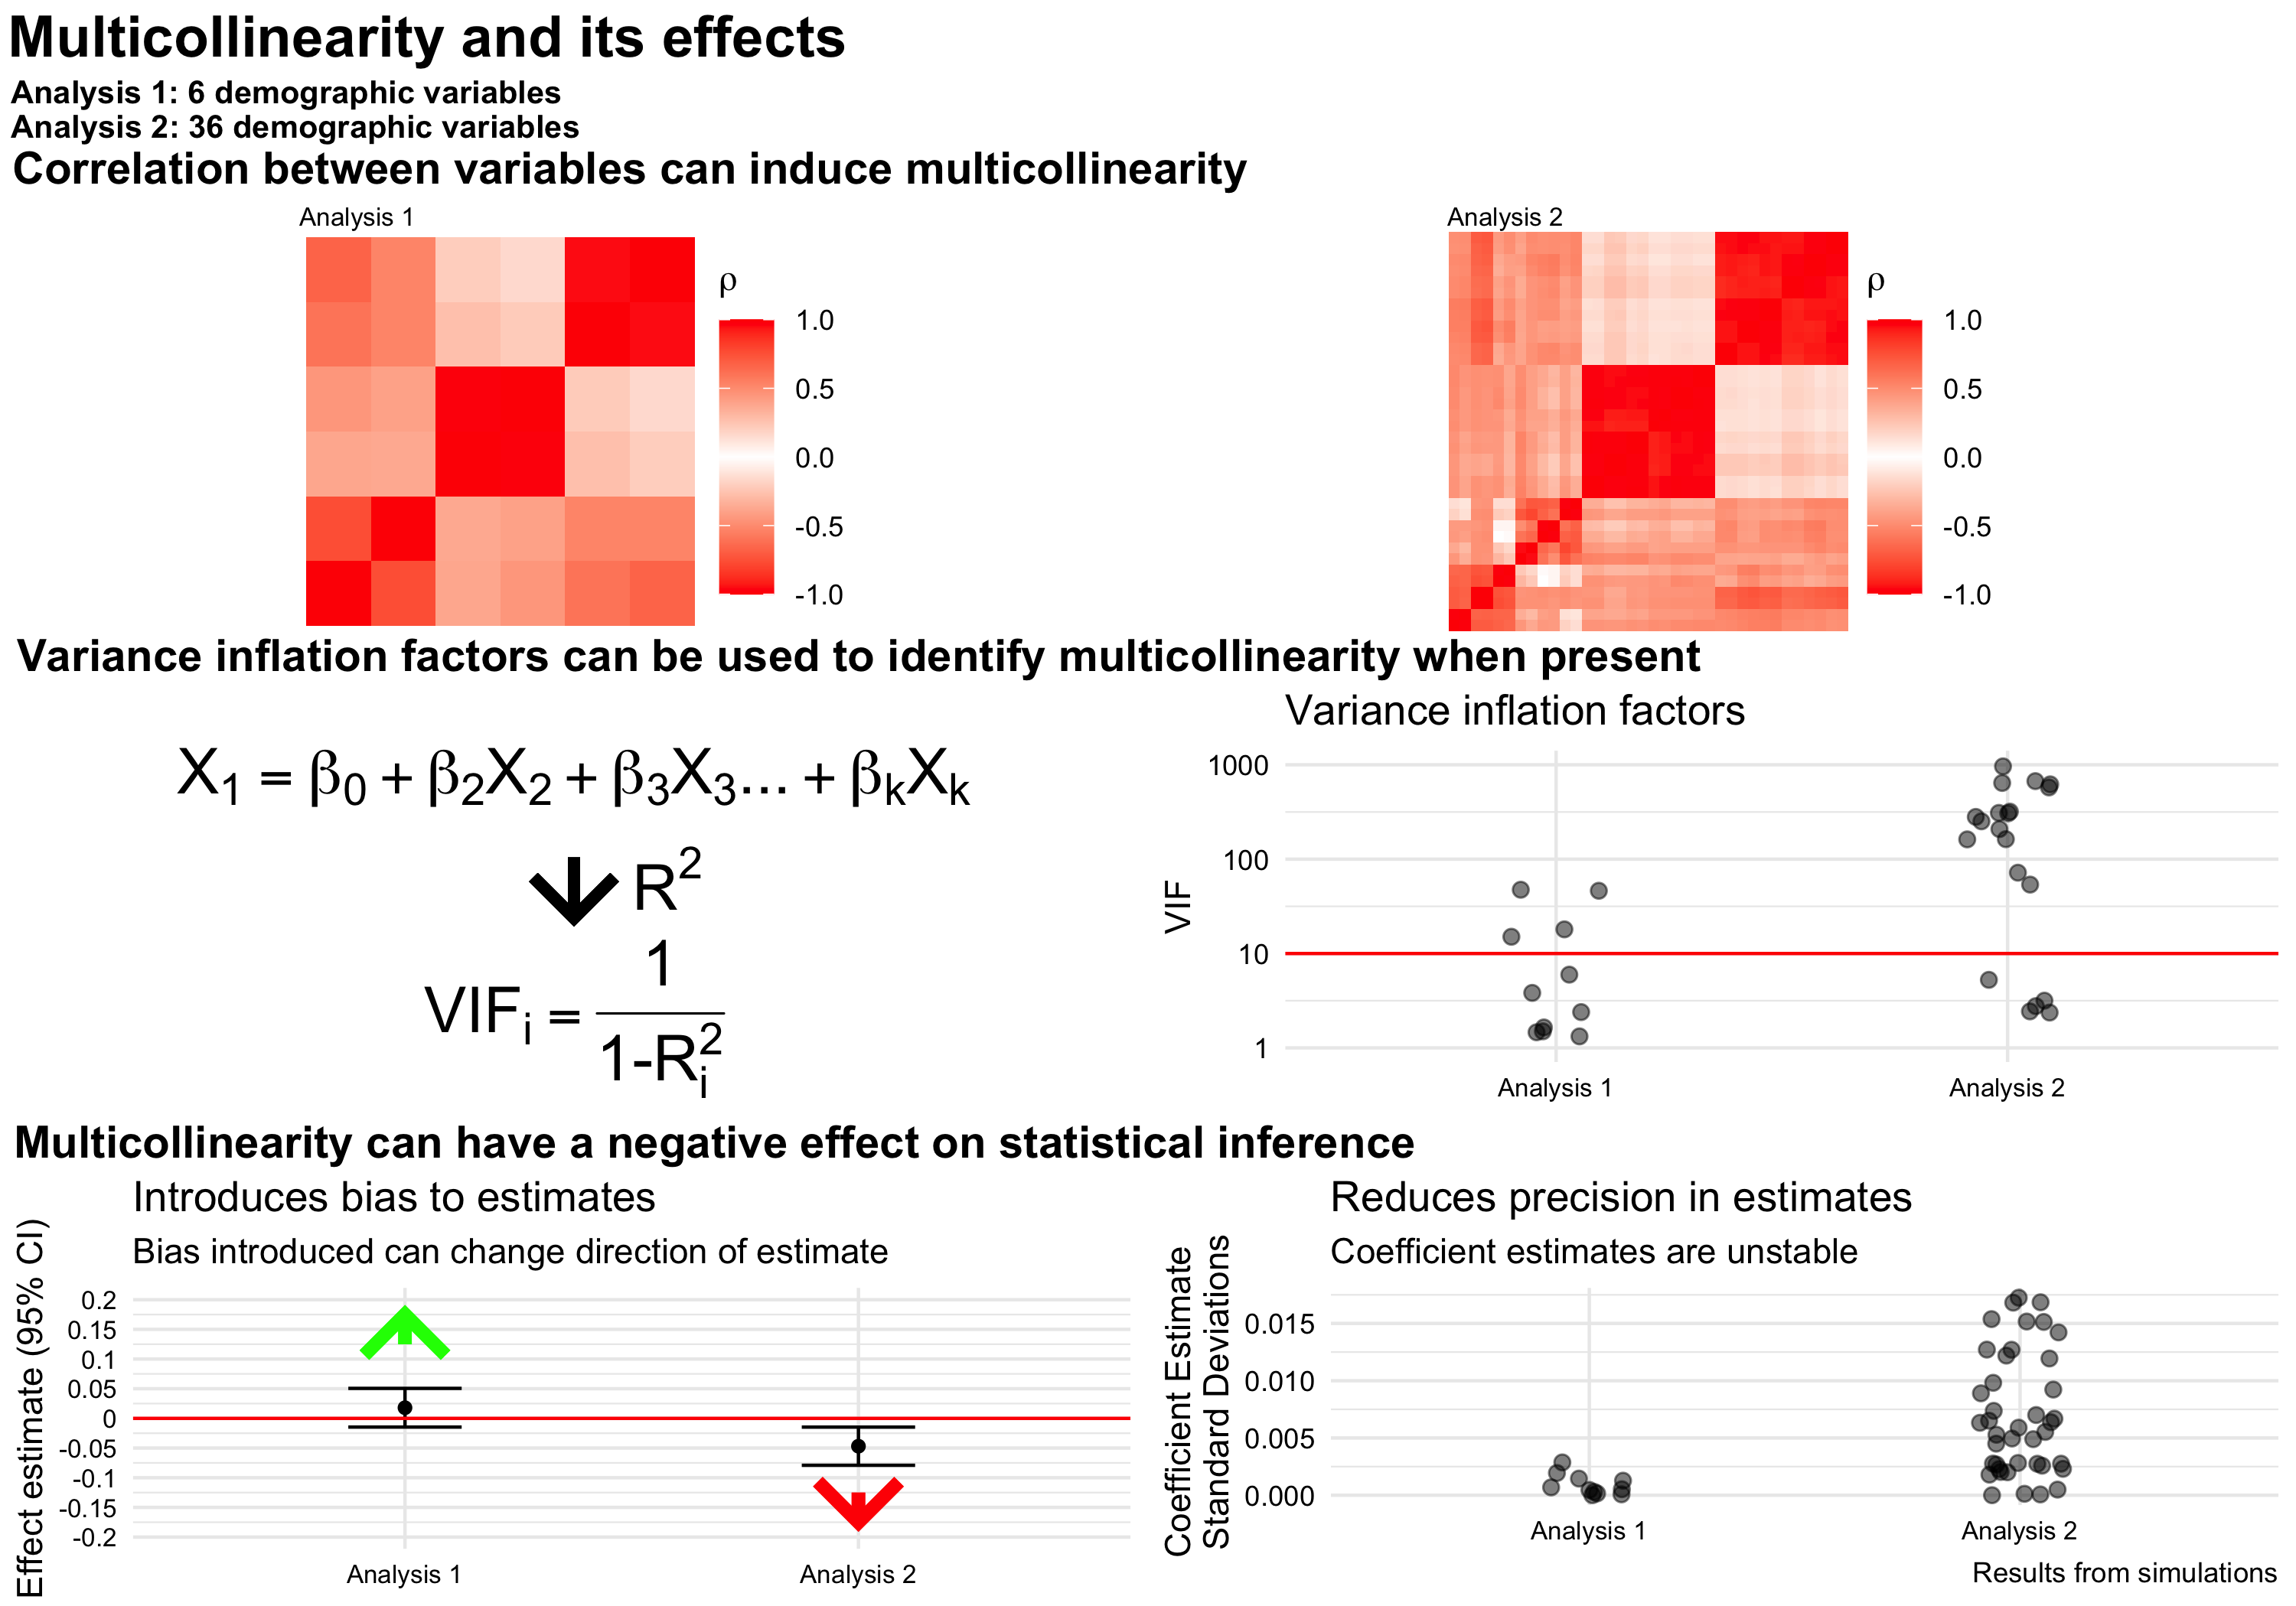 Multicollinearity and its effects
Analysis 1: 6 demographic variables
Analysis 2: 36 demographic variables
Correlation between variables can induce multicollinearity
Analysis 1
ρ
1.0
0.5
0.0
-0.5
-1.0
Analysis 2
ρ
1.0
0.5
0.0
-0.5
-1.0
Variance inflation factors can be used to identify multicollinearity when present
X₁ = β₀ + β₂X₂ + β₃X₃... + βₖXₖ
R²
VIFᵢ = 1
1-Rᵢ²
Variance inflation factors
VIF
1000
100
10
1
Analysis 1
Analysis 2
Multicollinearity can have a negative effect on statistical inference
Introduces bias to estimates
Bias introduced can change direction of estimate
Effect estimate (95% CI)
0.2
0.15
0.1
0.05
0
-0.05
-0.1
-0.15
-0.2
Analysis 1
Analysis 2
Reduces precision in estimates
Coefficient estimates are unstable
Coefficient Estimate
Standard Deviations
0.015
0.010
0.005
0.000
Analysis 1
Analysis 2
Results from simulations